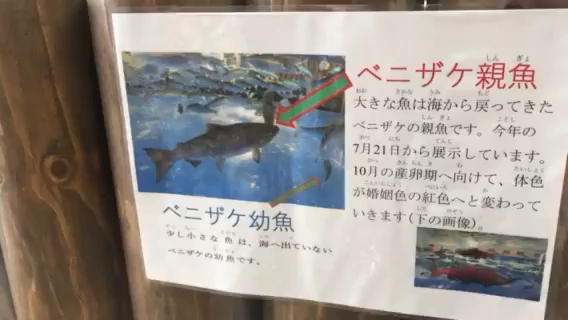 ベニザケ親魚
大きな魚は海から戻ってきた
ベニザケの親魚です。今年の
7月21日から展示しています。
10月の産卵期へ向けて、体色
が婚姻色の紅色へと変わって
いきます(下の画像)。
ベニザケ幼魚
少し小さな魚は、海へ出ていない
ベニザケの幼魚です。